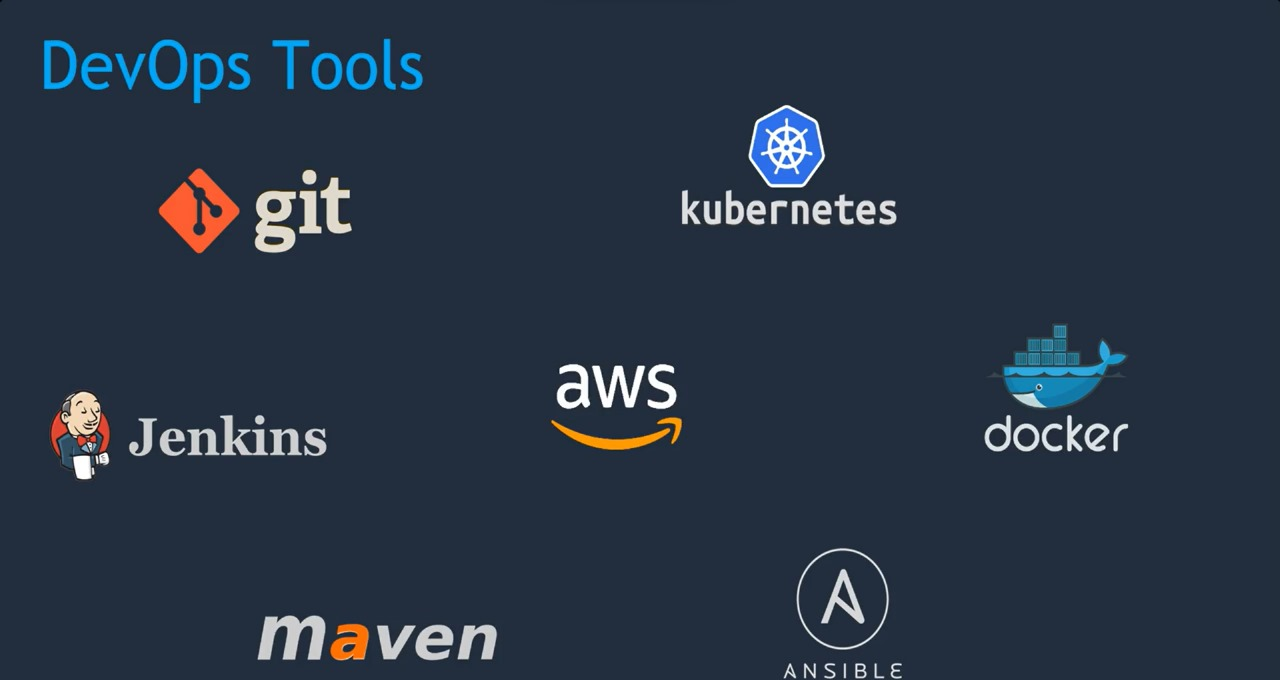 DevOps Tools
kubernetes
git
aws
docker
Jenkins
maven
ANSIBLE